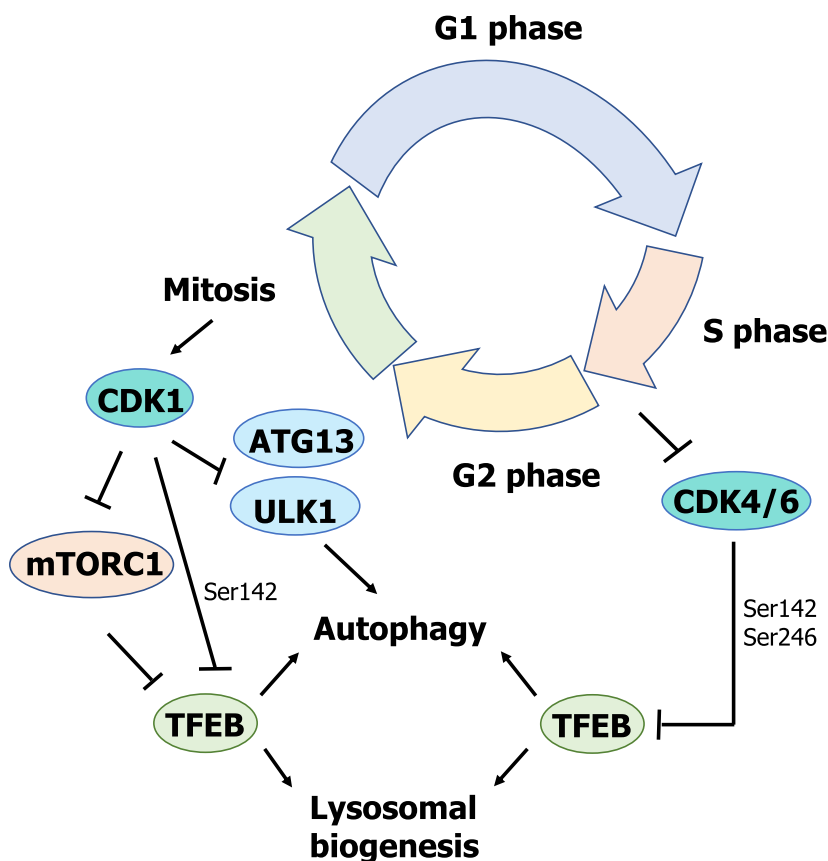 G1 phase
Mitosis
S phase
CDK1
ATG13
G2 phase
CDK4/6
ULK1
mTORC1
Ser142
Ser142
Ser246
Autophagy
TFEB
TFEB
Lysosomal
biogenesis